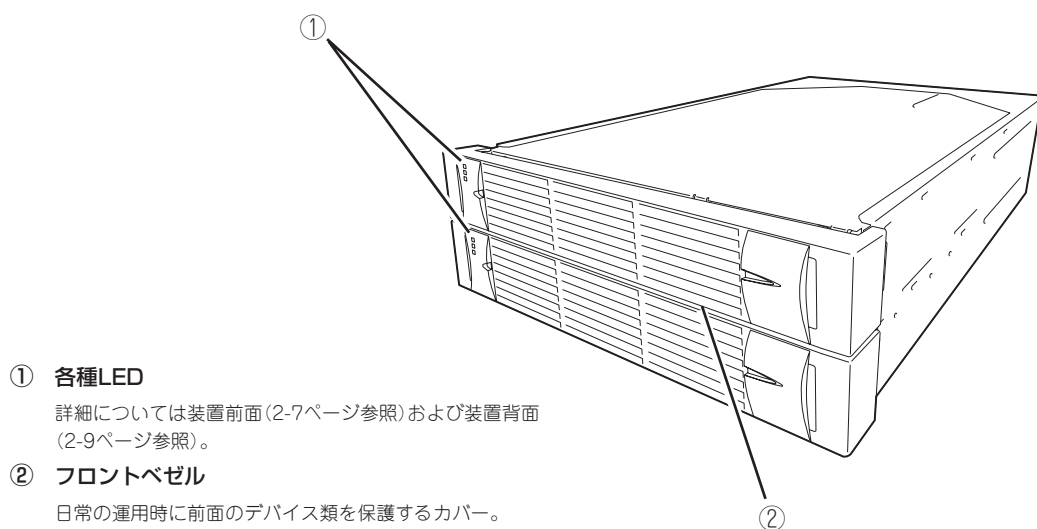 ①
① 各種LED
詳細については装置前面(2-7ページ参照)および装置背面
(2-9ページ参照)。
② フロントベゼル
日常の運用時に前面のデバイス類を保護するカバー。
②